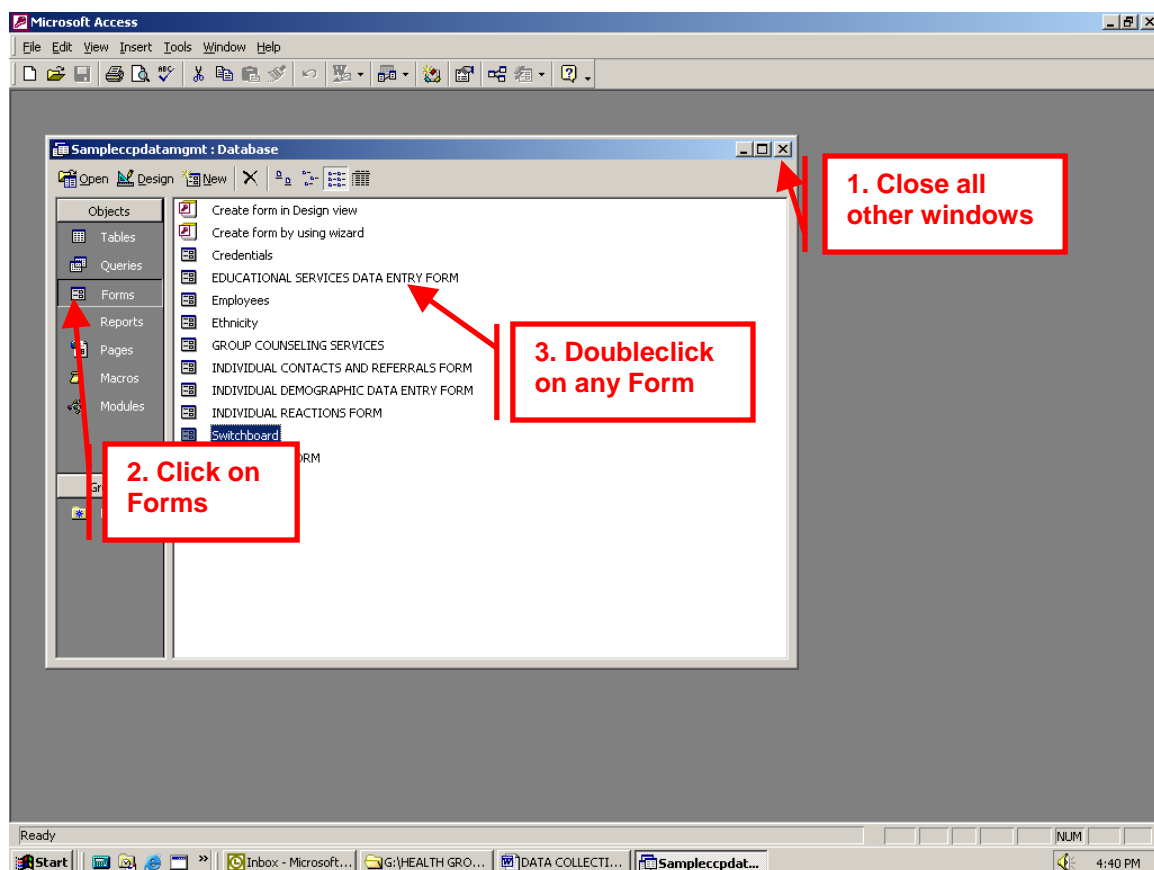 Microsoft Access
File Edit View Insert Tools Window Help
Sampleccpdatamgmt : Database
Open Design New
Objects
Tables
Queries
Forms
Reports
Pages
Macros
Modules
Create form in Design view
Create form by using wizard
Credentials
EDUCATIONAL SERVICES DATA ENTRY FORM
Employees
Ethnicity
GROUP COUNSELING SERVICES
INDIVIDUAL CONTACTS AND REFERRALS FORM
INDIVIDUAL DEMOGRAPHIC DATA ENTRY FORM
INDIVIDUAL REACTIONS FORM
Switchboard
1. Close all
other windows
2. Click on
Forms
3. Doubleclick
on any Form
Ready
NUM
Start
Inbox - Microsoft...
G:\HEALTH GRO...
DATA COLLECTI...
Sampleccpdat...
4:40 PM